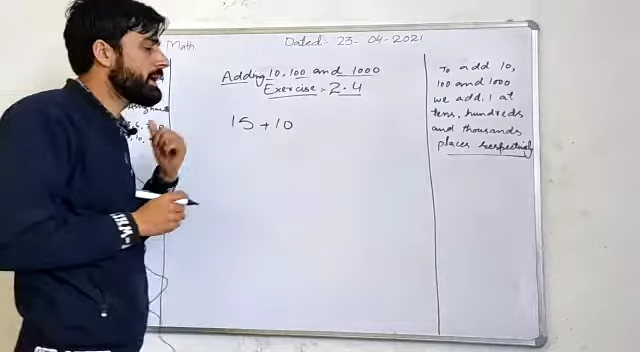 Math.
Dated:- 23-04-2021
Adding 10, 100 and 1000
Exercise :- 2.4
15 + 10
To add 10,
100 and 1000
we add 1 at
tens, hundreds
and thousands
places respectively